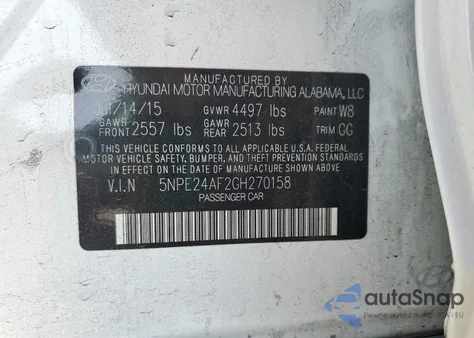 MANUFACTURED BY
HYUNDAI MOTOR MANUFACTURING ALABAMA, LLC
JUl/14/15 GVWR 4497 lbs PAINT W8
GAWR FRONT 2557 lbs GAWR REAR 2513 lbs TRIM GG
THIS VEHICLE CONFORMS TO ALL APPLICABLE U.S.A. FEDERAL
MOTOR VEHICLE SAFETY, BUMPER, AND THEFT PREVENTION
STANDARDS IN EFFECT ON THE DATE OF MANUFACTURE SHOWN ABOVE.
V.I.N 5NPE24AF2GH270158
PASSENGER CAR
autoSnap